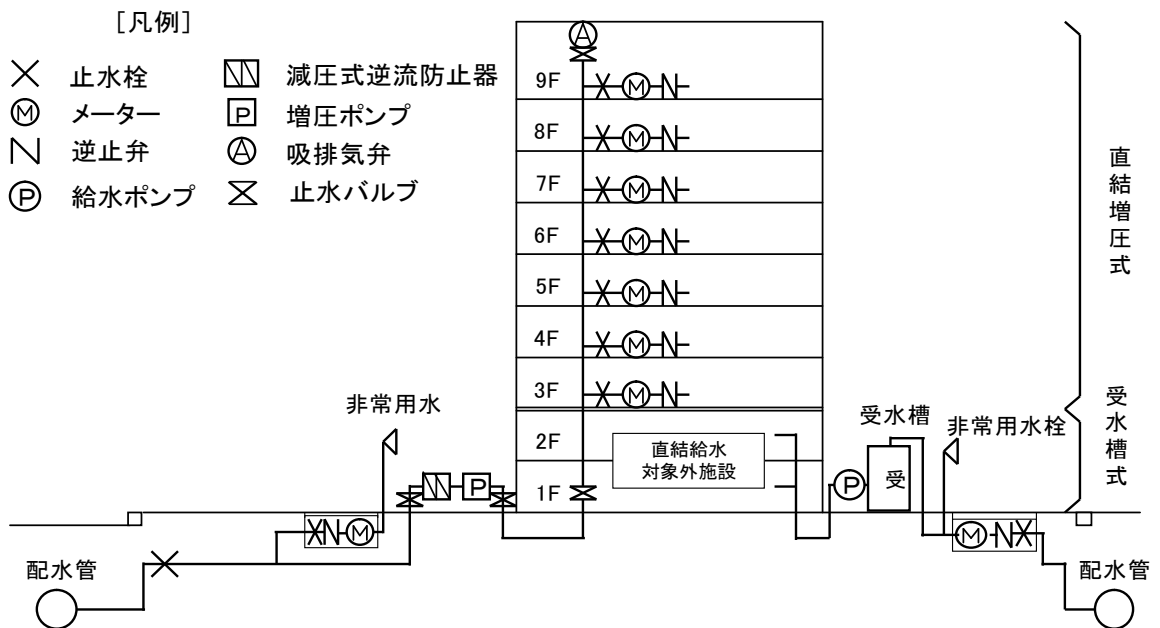 [凡例]
止水栓
減圧式逆流防止器
M
メーター
P
増圧ポンプ
逆止弁
A
吸排気弁
P
給水ポンプ
止水バルブ
A
9F
M
8F
M
7F
M
6F
M
5F
M
4F
M
3F
M
2F
1F
直結給水
対象外施設
直結増圧式
受水槽式
非常用水
P
M
受水槽
受
P
非常用水栓
M
配水管
配水管